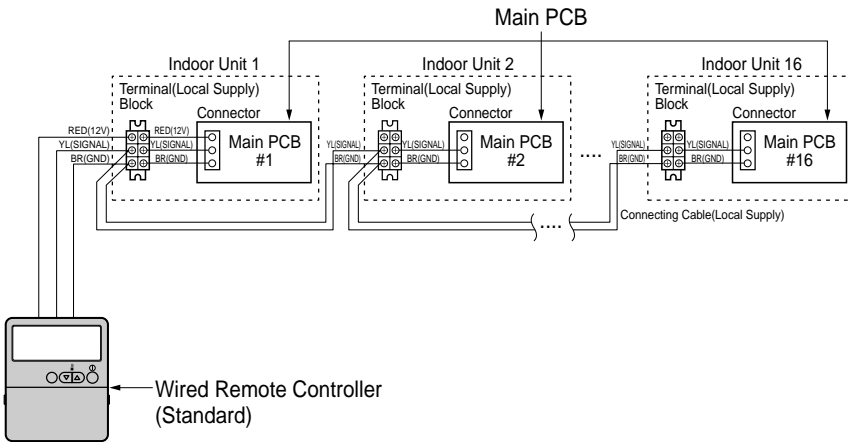 Main PCB
Indoor Unit 1
Indoor Unit 2
Indoor Unit 16
Terminal(Local Supply)
Block
Terminal(Local Supply)
Block
Terminal(Local Supply)
Block
Connector
Connector
Connector
RED(12V)
RED(12V)
YL(SIGNAL)
YL(SIGNAL)
BR(GND)
BR(GND)
Main PCB
#1
YL(SIGNAL)
YL(SIGNAL)
BR(GND)
BR(GND)
Main PCB
#2
....
YL(SIGNAL)
YL(SIGNAL)
BR(GND)
BR(GND)
Main PCB
#16
....
Connecting Cable(Local Supply)
Wired Remote Controller
(Standard)